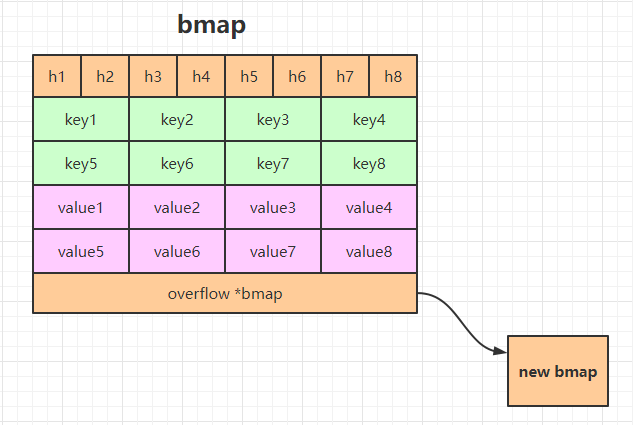 bmap
h1 h2 h3 h4 h5 h6 h7 h8
key1 key2 key3 key4
key5 key6 key7 key8
value1 value2 value3 value4
value5 value6 value7 value8
overflow *bmap
new bmap